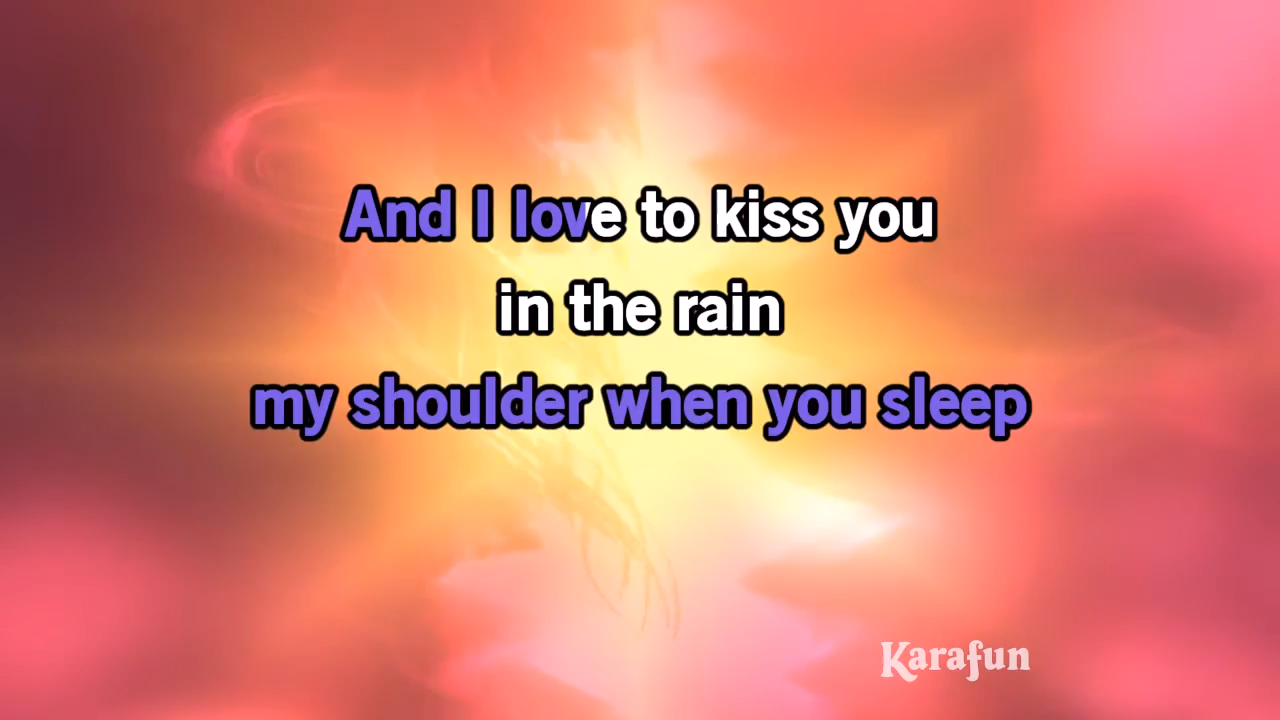 And I love to kiss you
in the rain
my shoulder when you sleep
Karafun